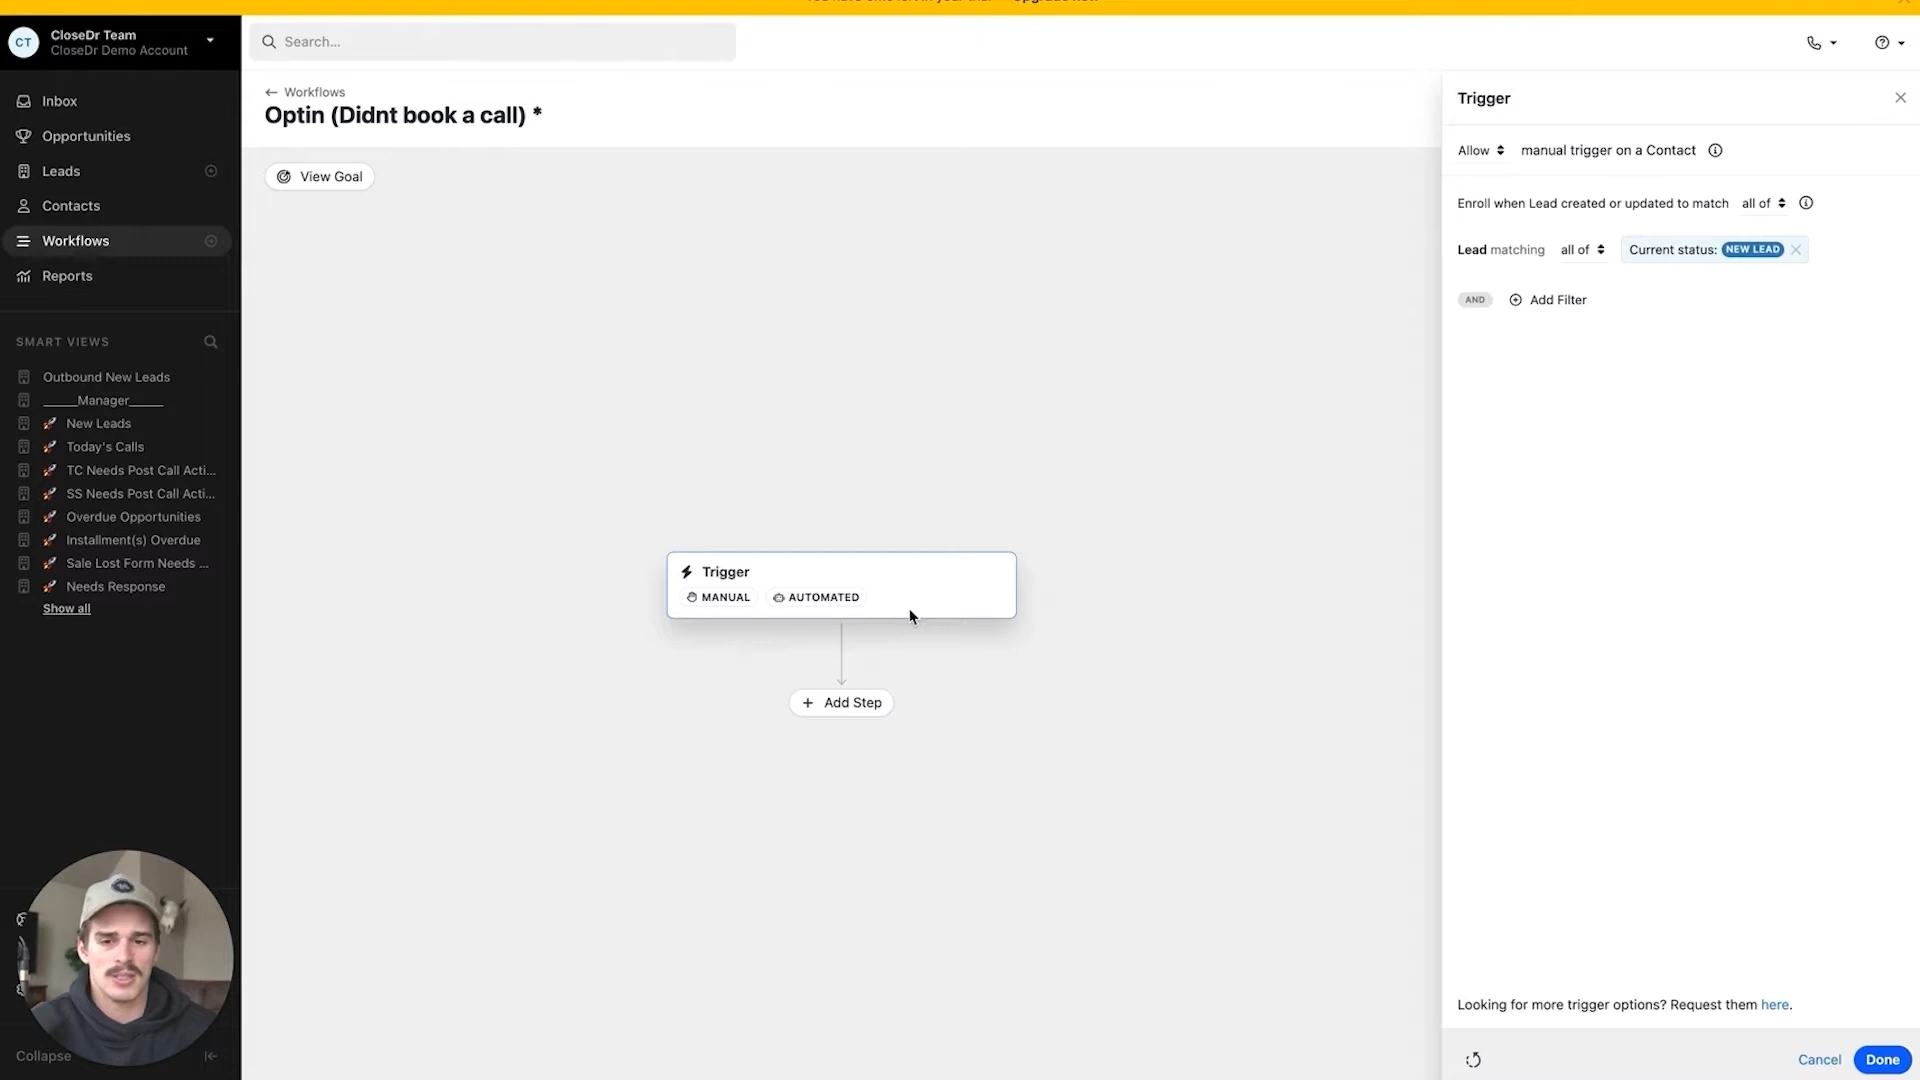 CT
CloseDr Team
CloseDr Demo Account
Search...
Inbox
Opportunities
Leads
Contacts
Workflows
Reports
SMART VIEWS
Outbound New Leads
_____Manager_____
New Leads
Today's Calls
TC Needs Post Call Acti...
SS Needs Post Call Acti...
Overdue Opportunities
Installment(s) Overdue
Sale Lost Form Needs ...
Needs Response
Show all
Collapse
← Workflows
Optin (Didnt book a call) *
View Goal
Trigger
MANUAL AUTOMATED
+ Add Step
Trigger
Allow manual trigger on a Contact
Enroll when Lead created or updated to match all of
Lead matching all of Current status: NEW LEAD
AND Add Filter
Looking for more trigger options? Request them here.
Cancel Done